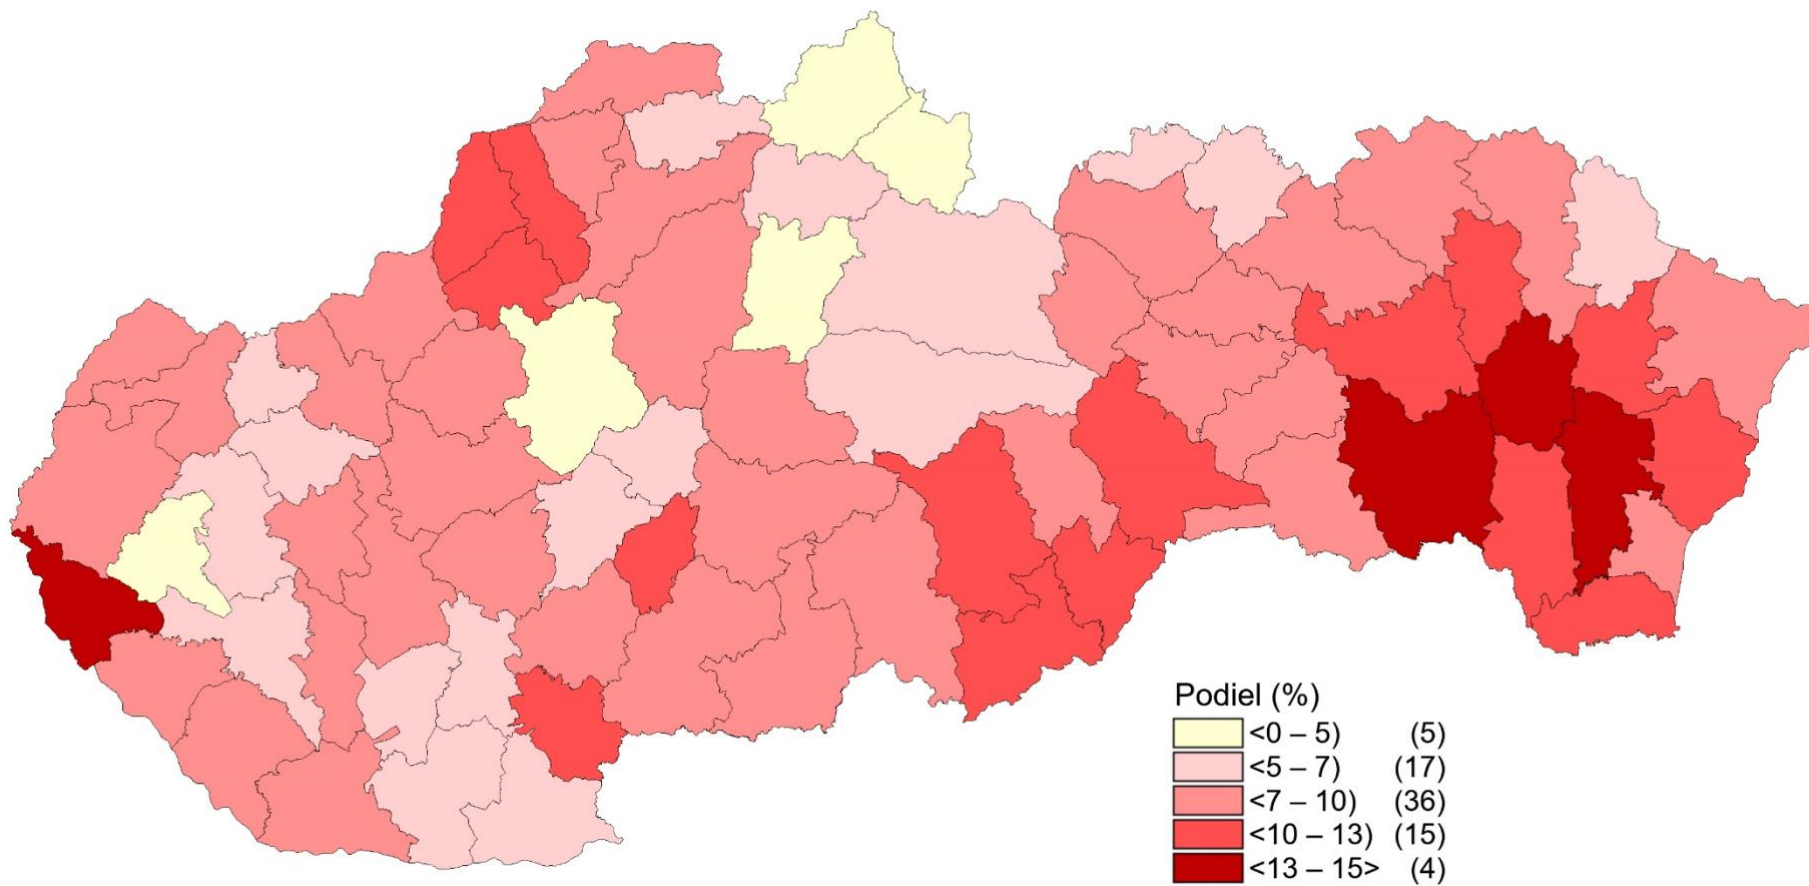 Podiel (%)
<0 – 5) (5)
<5 – 7) (17)
<7 – 10) (36)
<10 – 13) (15)
<13 – 15> (4)